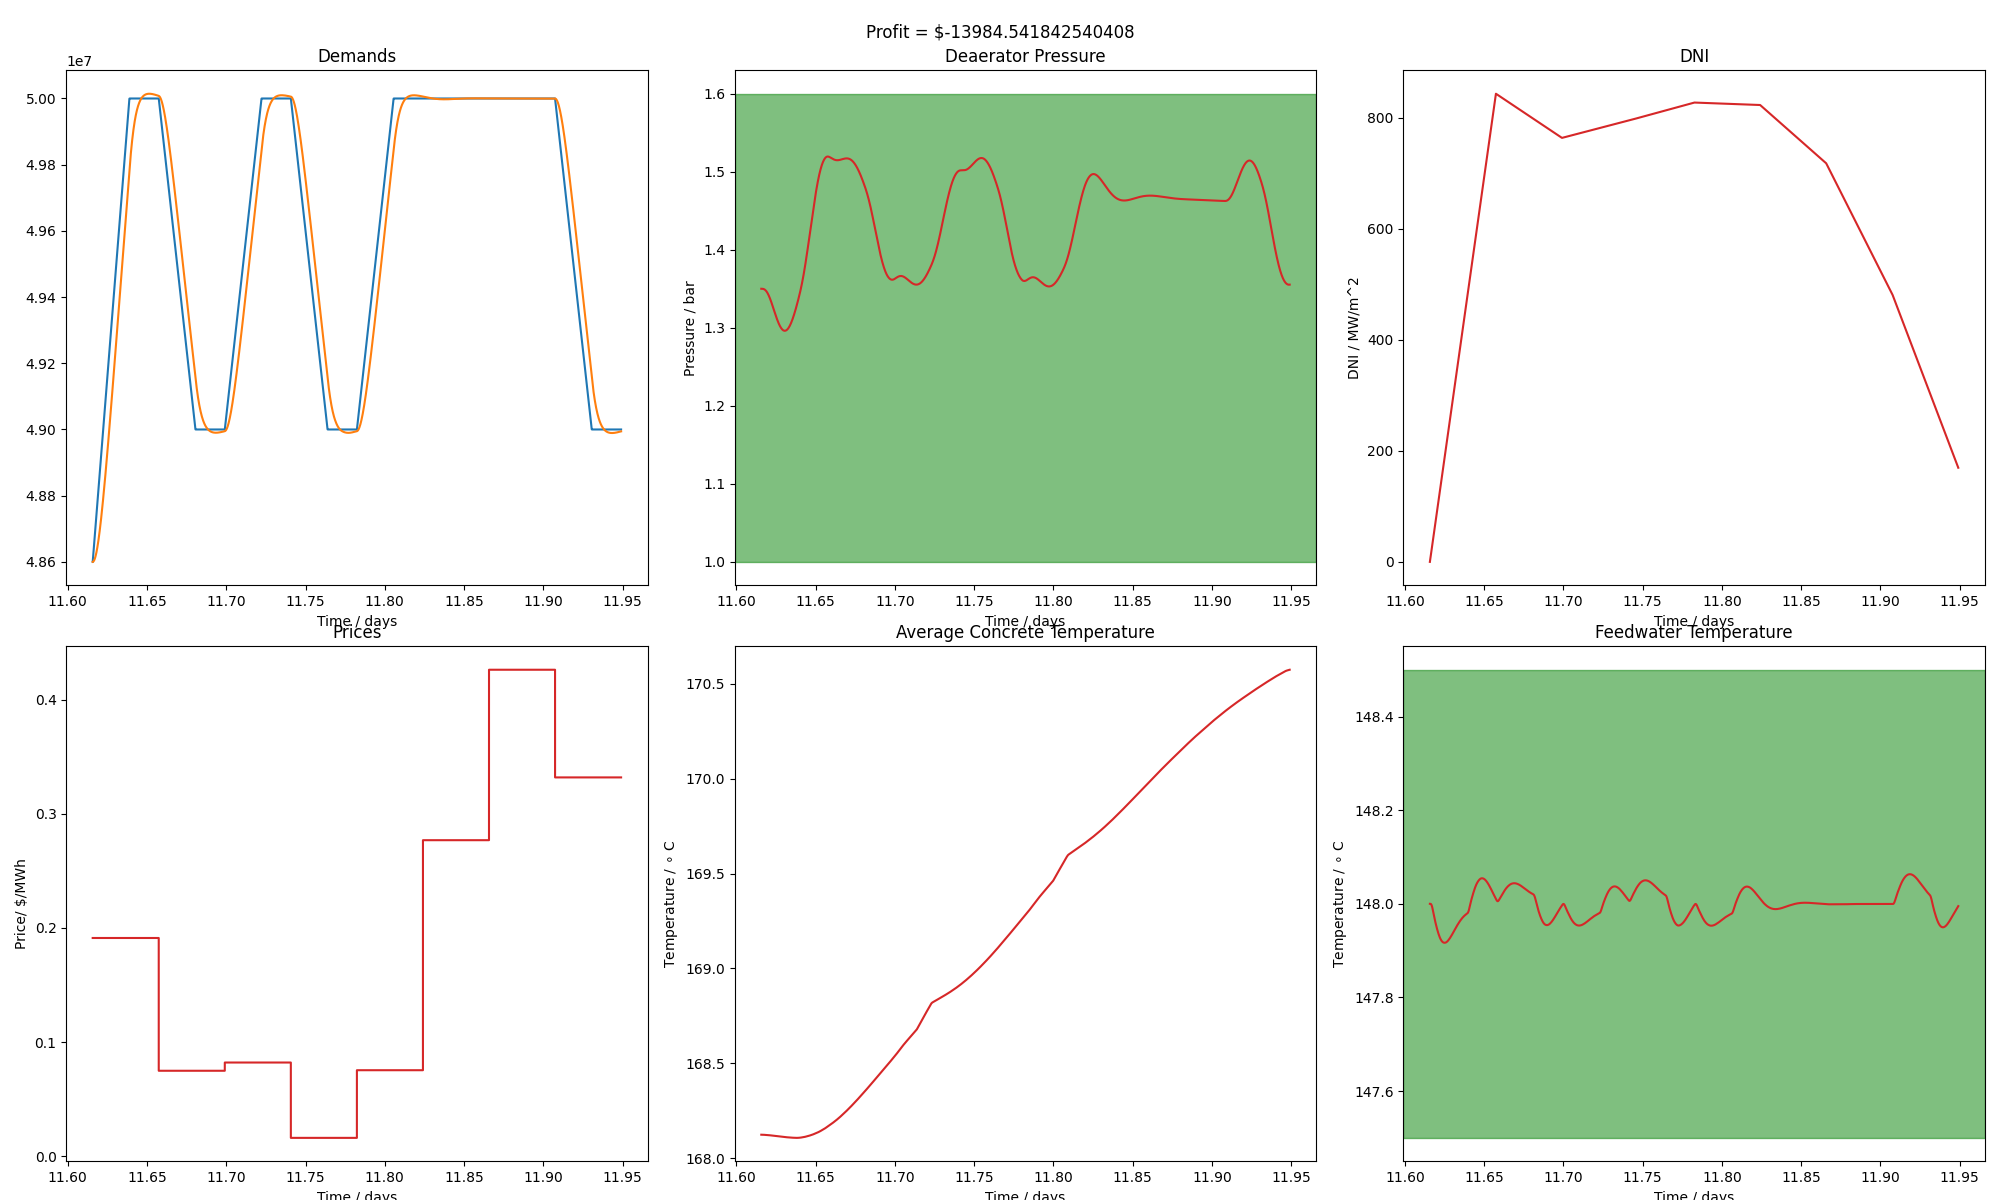 Profit = $-13984.541842540408
Demands
1e7
5.00
4.98
4.96
4.94
4.92
4.90
4.88
4.86
11.60 11.65 11.70 11.75 11.80 11.85 11.90 11.95
Time / days
Deaerator Pressure
Pressure / bar
1.6
1.5
1.4
1.3
1.2
1.1
1.0
11.60 11.65 11.70 11.75 11.80 11.85 11.90 11.95
Time / days
DNI
DNI / MW/m^2
800
600
400
200
0
11.60 11.65 11.70 11.75 11.80 11.85 11.90 11.95
Time / days
Prices
Price/ $/MWh
0.4
0.3
0.2
0.1
0.0
11.60 11.65 11.70 11.75 11.80 11.85 11.90 11.95
Time / days
Average Concrete Temperature
Temperature / ∘ C
170.5
170.0
169.5
169.0
168.5
168.0
11.60 11.65 11.70 11.75 11.80 11.85 11.90 11.95
Time / days
Feedwater Temperature
Temperature / ∘ C
148.4
148.2
148.0
147.8
147.6
11.60 11.65 11.70 11.75 11.80 11.85 11.90 11.95
Time / days